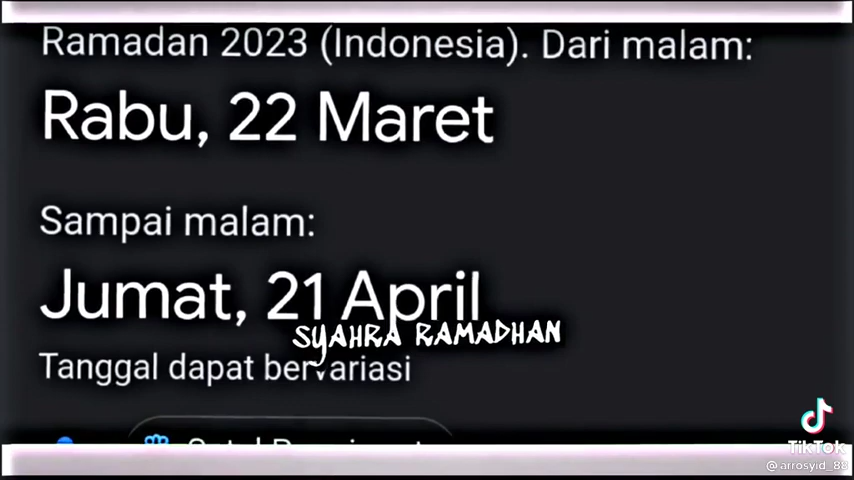 Ramadan 2023 (Indonesia). Dari malam:
Rabu, 22 Maret
Sampai malam:
Jumat, 21 April
SYAHRA RAMADHAN
Tanggal dapat bervariasi
TikTok
@arrosyid_88